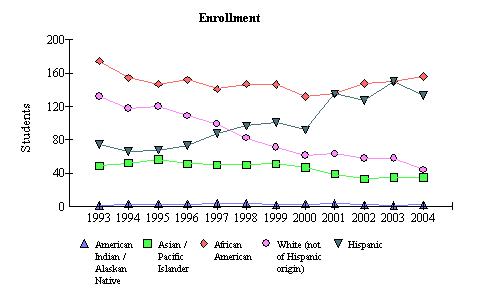 Enrollment
200
160
120
80
40
0
Students
1993 1994 1995 1996 1997 1998 1999 2000 2001 2002 2003 2004
American Indian / Alaskan Native
Asian / Pacific Islander
African American
White (not of Hispanic origin)
Hispanic